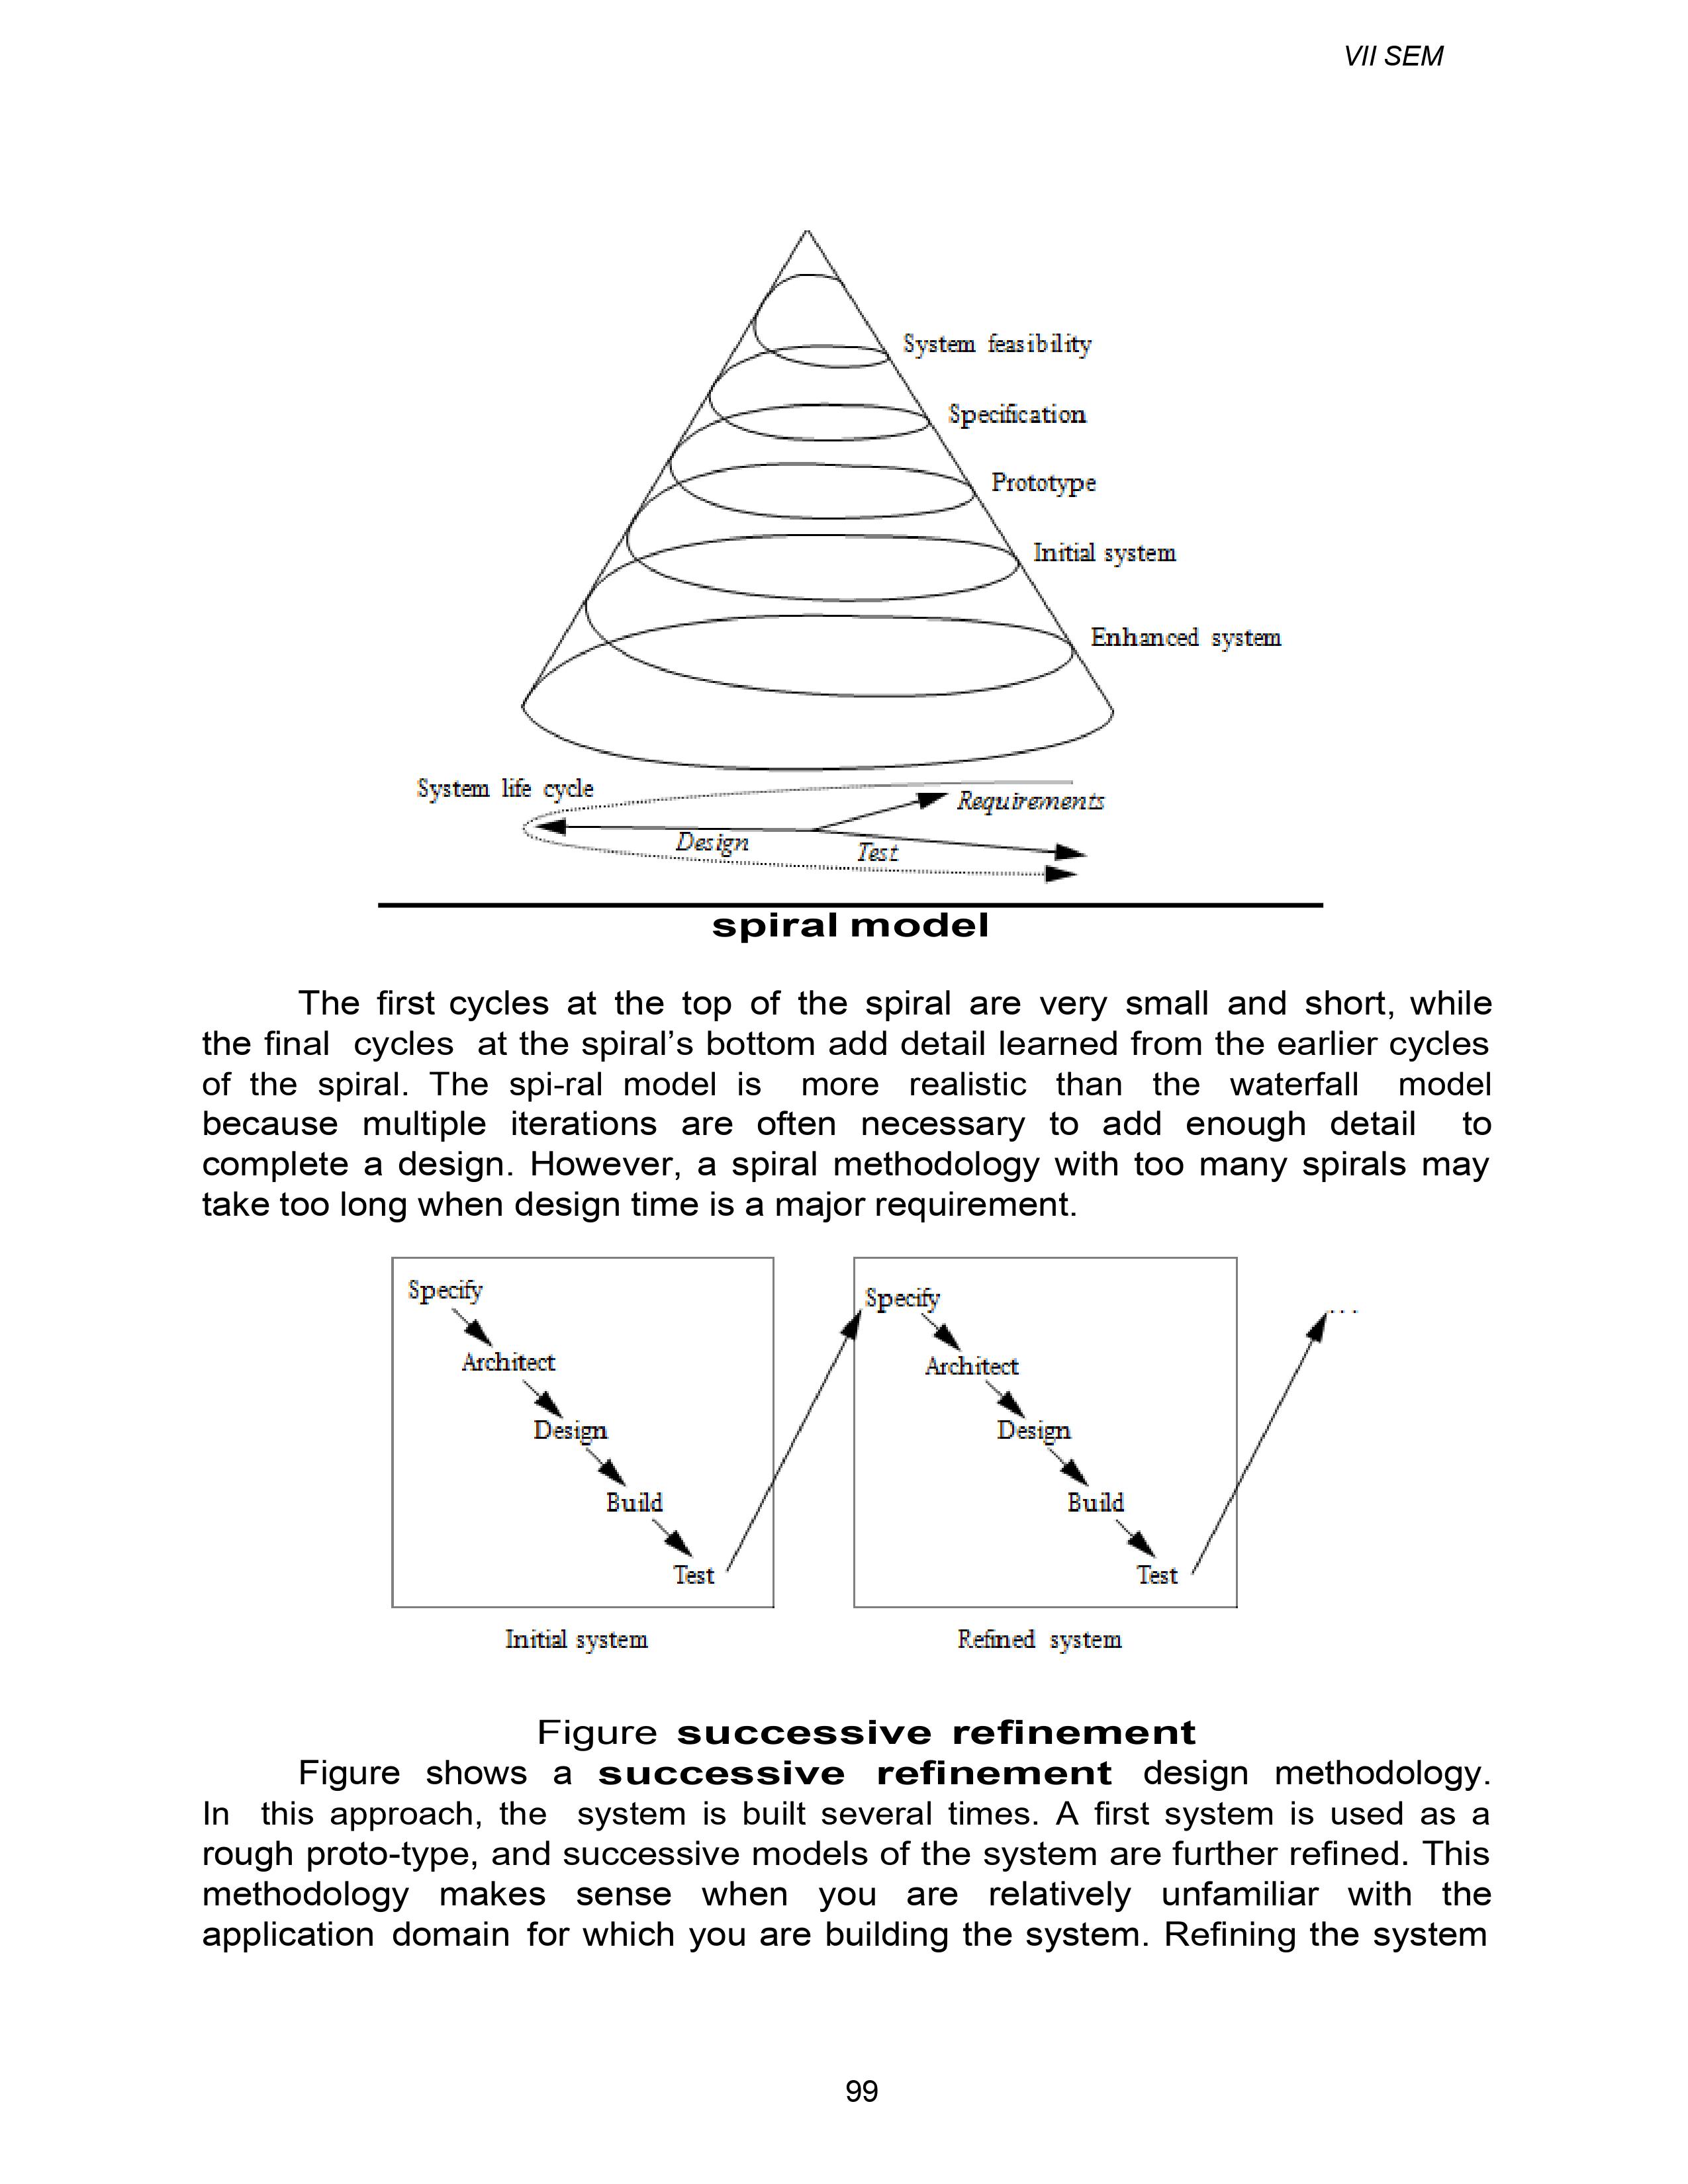 VII SEM
System feasibility
Specification
Prototype
Initial system
Enhanced system
System life cycle
Requirements
Design
Test
spiral model
The first cycles at the top of the spiral are very small and short, while
the final cycles at the spiral’s bottom add detail learned from the earlier cycles
of the spiral. The spi-ral model is more realistic than the waterfall model
because multiple iterations are often necessary to add enough detail to
complete a design. However, a spiral methodology with too many spirals may
take too long when design time is a major requirement.
Specify
Architect
Design
Build
Test
Initial system
Specify
Architect
Design
Build
Test
Refined system
...
Figure successive refinement
Figure shows a successive refinement design methodology.
In this approach, the system is built several times. A first system is used as a
rough proto-type, and successive models of the system are further refined. This
methodology makes sense when you are relatively unfamiliar with the
application domain for which you are building the system. Refining the system
99